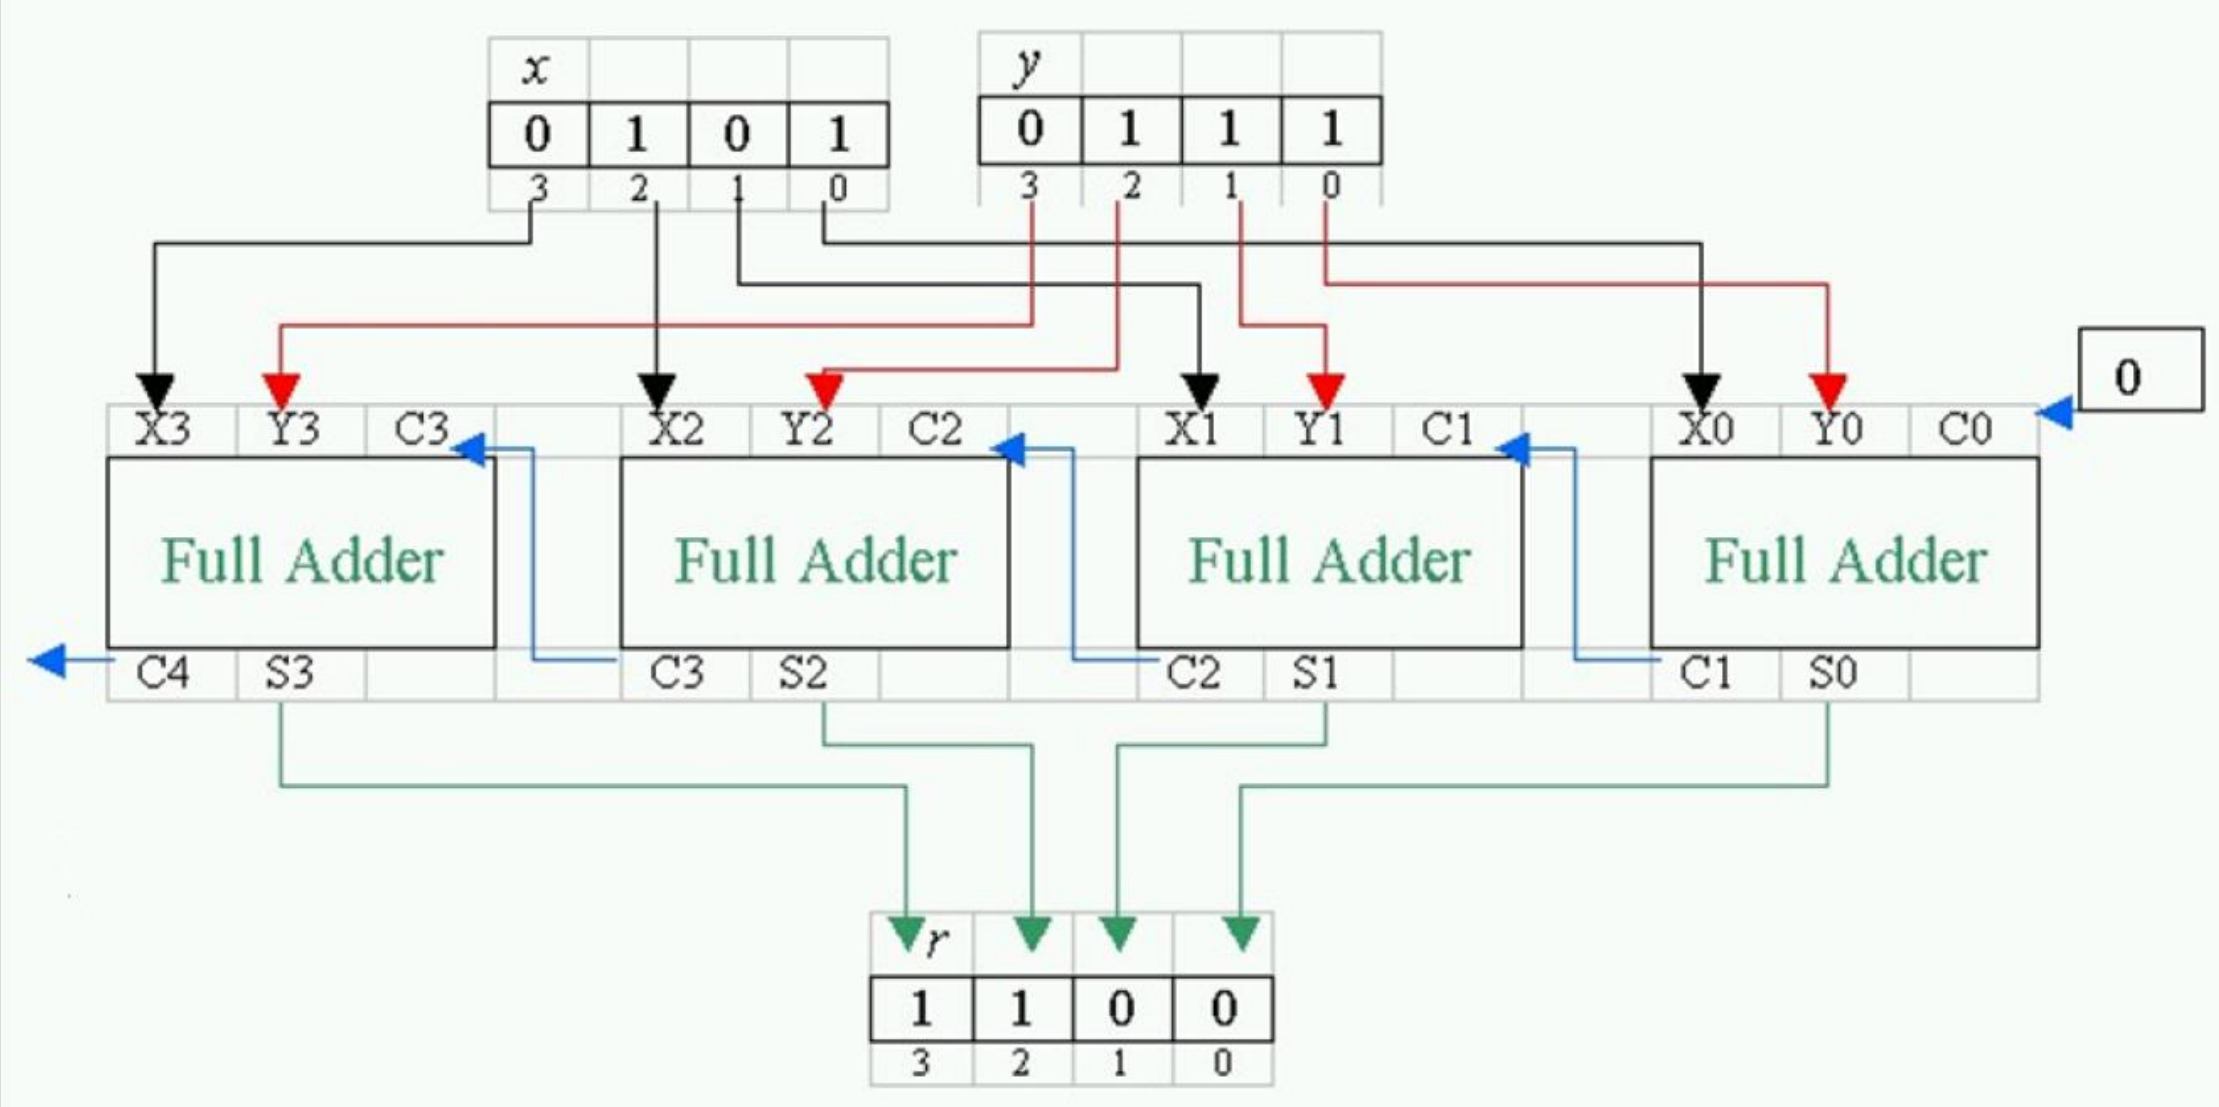 x y
0 1 0 1 0 1 1 1
3 2 1 0 3 2 1 0
0
X3 Y3 C3 X2 Y2 C2 X1 Y1 C1 X0 Y0 C0
Full Adder Full Adder Full Adder Full Adder
C4 S3 C3 S2 C2 S1 C1 S0
r
1 1 0 0
3 2 1 0